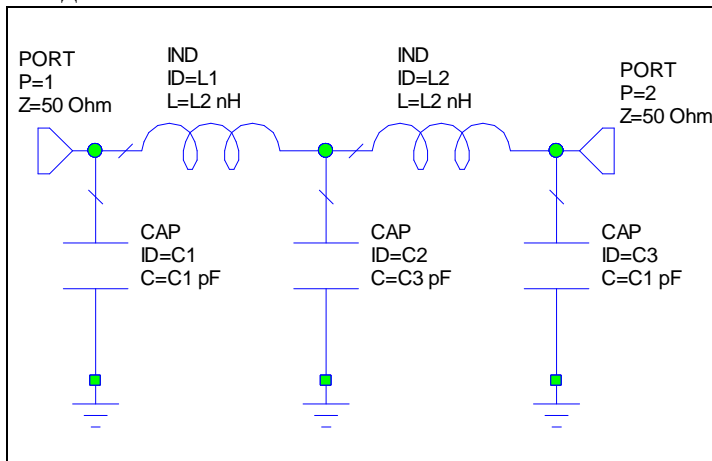 PORT
P=1
Z=50 Ohm
IND
ID=L1
L=L2 nH
IND
ID=L2
L=L2 nH
PORT
P=2
Z=50 Ohm
CAP
ID=C1
C=C1 pF
CAP
ID=C2
C=C3 pF
CAP
ID=C3
C=C1 pF